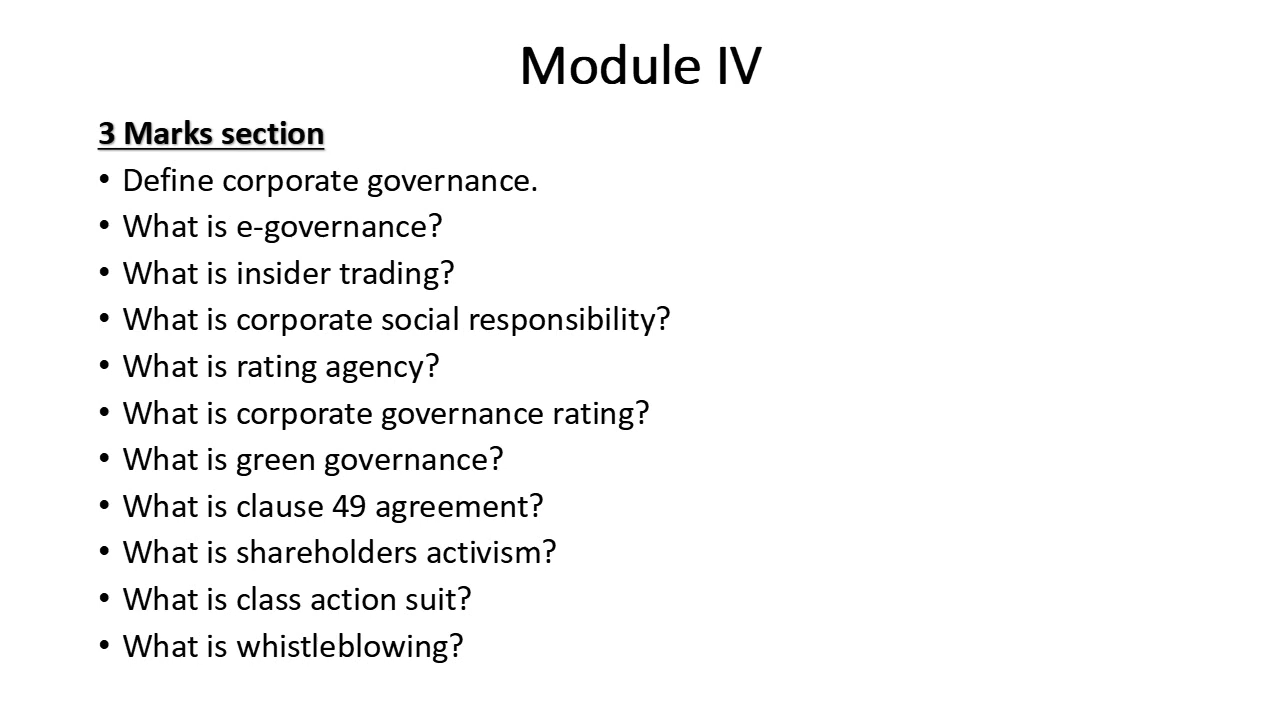 Module IV
3 Marks section
• Define corporate governance.
• What is e-governance?
• What is insider trading?
• What is corporate social responsibility?
• What is rating agency?
• What is corporate governance rating?
• What is green governance?
• What is clause 49 agreement?
• What is shareholders activism?
• What is class action suit?
• What is whistleblowing?